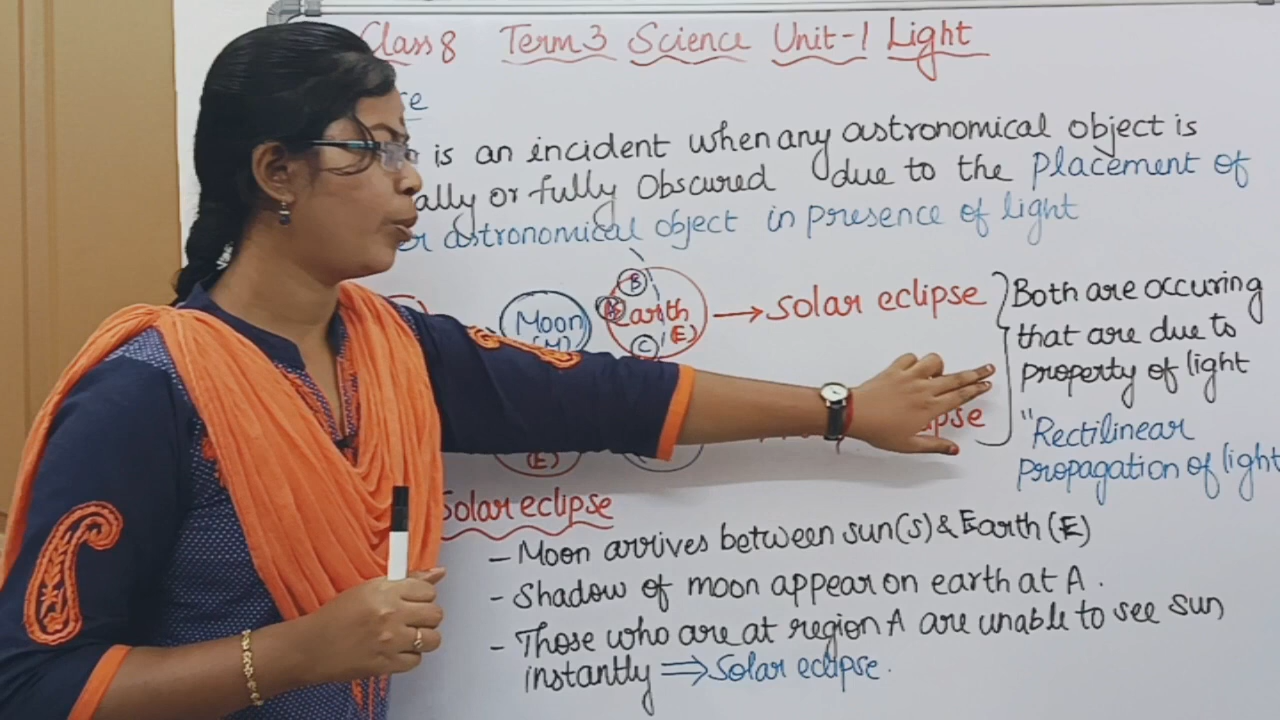 Class 8 Term 3 Science Unit-1 Light
is an incident when any astronomical object is
ally or fully Obscured due to the Placement of
astronomical object in presence of light
Moon
(M)
B
A
Earth
(E)
C
→ Solar eclipse
Both are occuring
that are due to
property of light
"Rectilinear
propagation of light
(E)
Solar eclipse
- Moon arrives between sun(s) & Earth (E)
- Shadow of moon appear on earth at A.
- Those who are at region A are unable to see sun,
instantly ⟹ Solar eclipse.